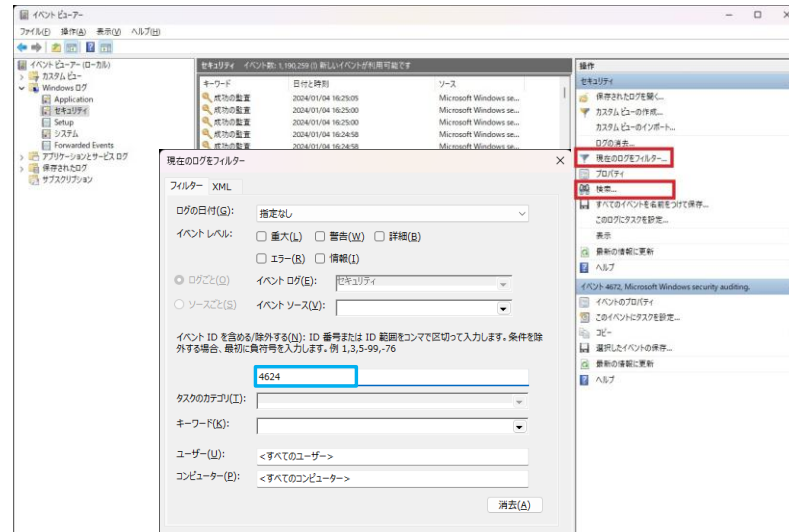 イベント ビューアー
ファイル(F) 操作(A) 表示(V) ヘルプ(H)
イベント ビューアー (ローカル)
カスタム ビュー
Windows ログ
Application
セキュリティ
Setup
システム
Forwarded Events
アプリケーションとサービス ログ
保存されたログ
サブスクリプション
セキュリティ イベント数: 1,190,259 (!) 新しいイベントが利用可能です
キーワード 日付と時刻 ソース
成功の監査 2024/01/04 16:25:05 Microsoft Windows se...
成功の監査 2024/01/04 16:25:00 Microsoft Windows se...
成功の監査 2024/01/04 16:25:00 Microsoft Windows se...
成功の監査 2024/01/04 16:24:58 Microsoft Windows se...
成功の監査 2024/01/04 16:24:58 Microsoft Windows se...
現在のログをフィルター
フィルター XML
ログの日付(G): 指定なし
イベント レベル: 重大(L) 警告(W) 詳細(B)
エラー(R) 情報(I)
ログごと(O) イベント ログ(E): セキュリティ
ソースごと(S) イベント ソース(V):
イベント ID を含める/除外する(N): ID 番号または ID 範囲をコンマで区切って入力します。条件を除
外する場合、最初に負符号を入力します。例 1,3,5-99,-76
4624
タスクのカテゴリ(T):
キーワード(K):
ユーザー(U): <すべてのユーザー>
コンピューター(P): <すべてのコンピューター>
消去(A)
操作
セキュリティ
保存されたログを開く...
カスタム ビューの作成...
カスタム ビューのインポート...
ログの消去...
現在のログをフィルター...
プロパティ
検索...
すべてのイベントを名前をつけて保存...
このログにタスクを設定...
表示
最新の情報に更新
ヘルプ
イベント 4672, Microsoft Windows security auditing.
イベントのプロパティ
このイベントにタスクを設定...
コピー
選択したイベントの保存...
最新の情報に更新
ヘルプ